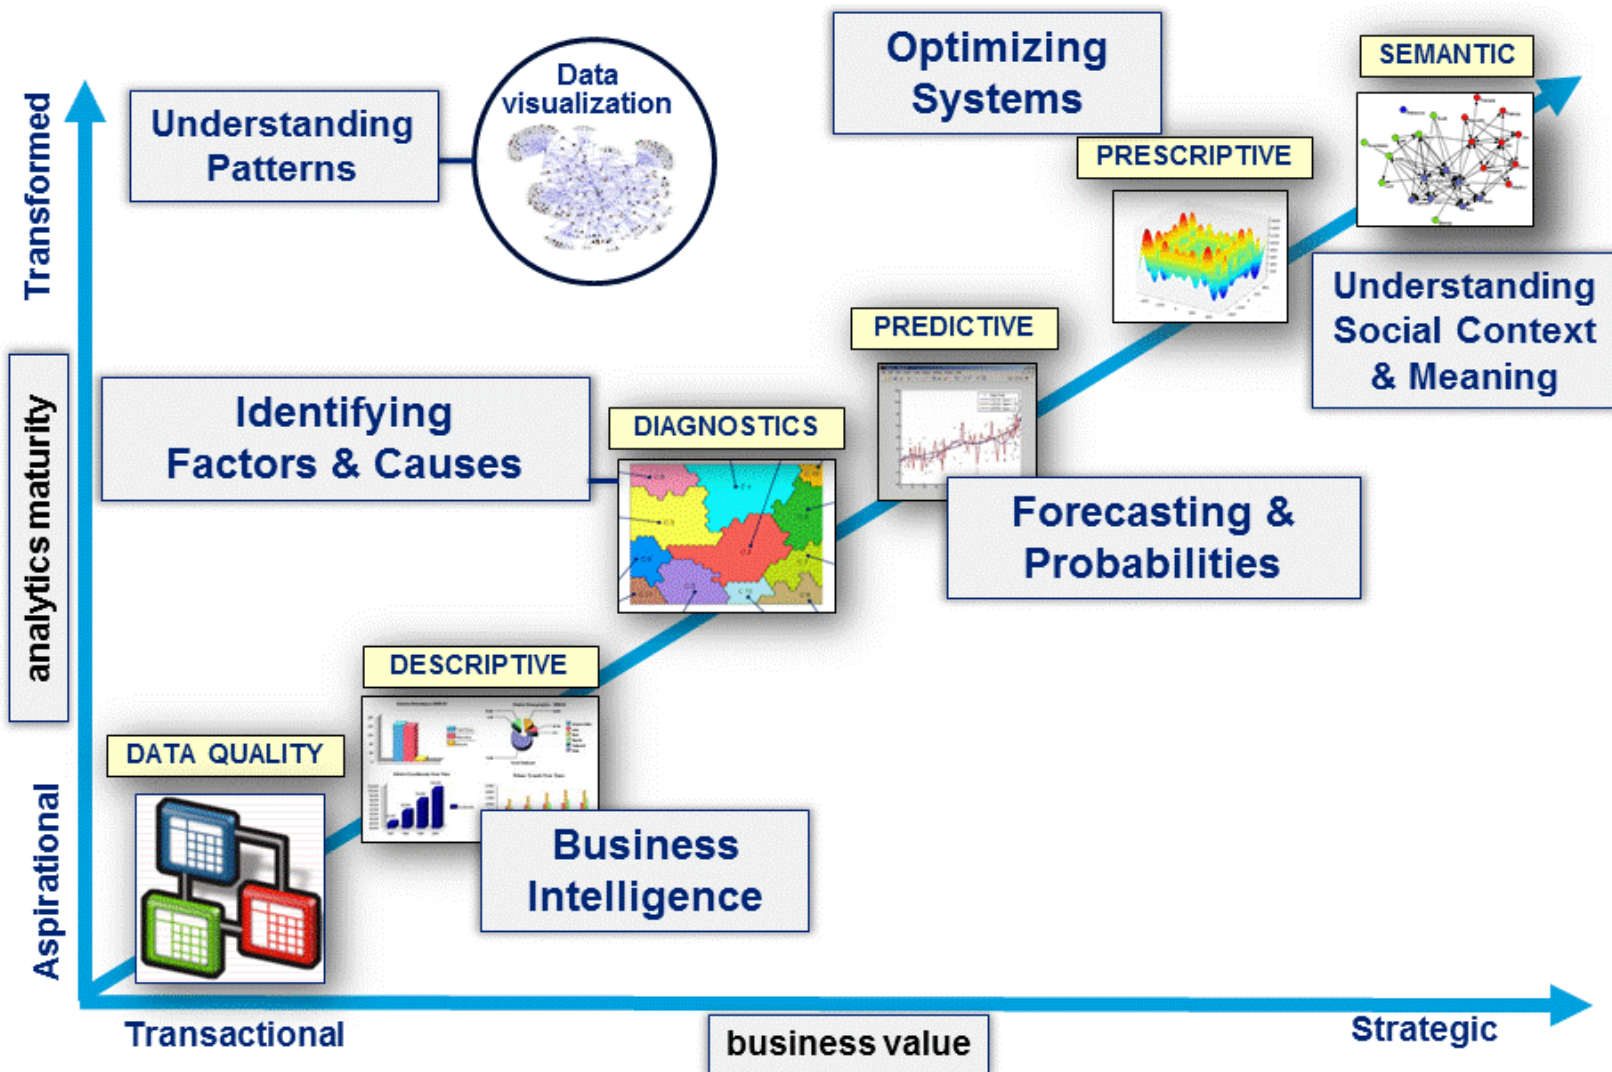 Optimizing
Systems
SEMANTIC
Data
visualization
Understanding
Patterns
PRESCRIPTIVE
Transformed
Understanding
Social Context
& Meaning
PREDICTIVE
Identifying
Factors & Causes
DIAGNOSTICS
analytics maturity
Forecasting &
Probabilities
DESCRIPTIVE
DATA QUALITY
Business
Intelligence
Aspirational
Transactional
business value
Strategic